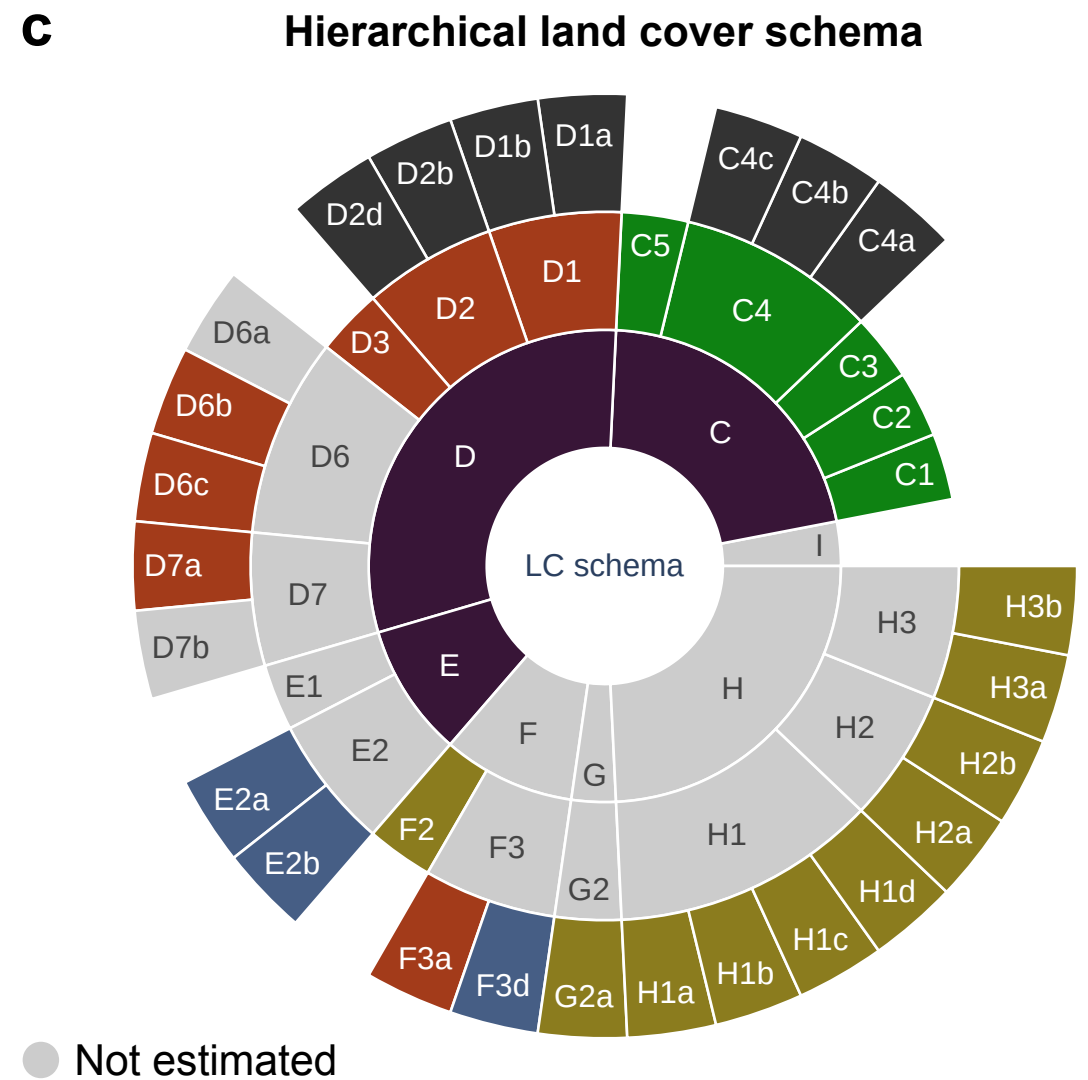 c
Hierarchical land cover schema
D1a
D1b
D2b
D2d
C4c
C4b
C4a
C5
D1
D2
D3
C4
C3
C2
C1
D6a
D6b
D6c
D7a
D7b
D6
D7
D
C
I
LC schema
E
E1
E2
E2a
E2b
F
G
H
F2
F3
G2
H1
H2
H3
F3a
F3d
G2a
H1a
H1b
H1c
H1d
H2a
H2b
H3a
H3b
Not estimated